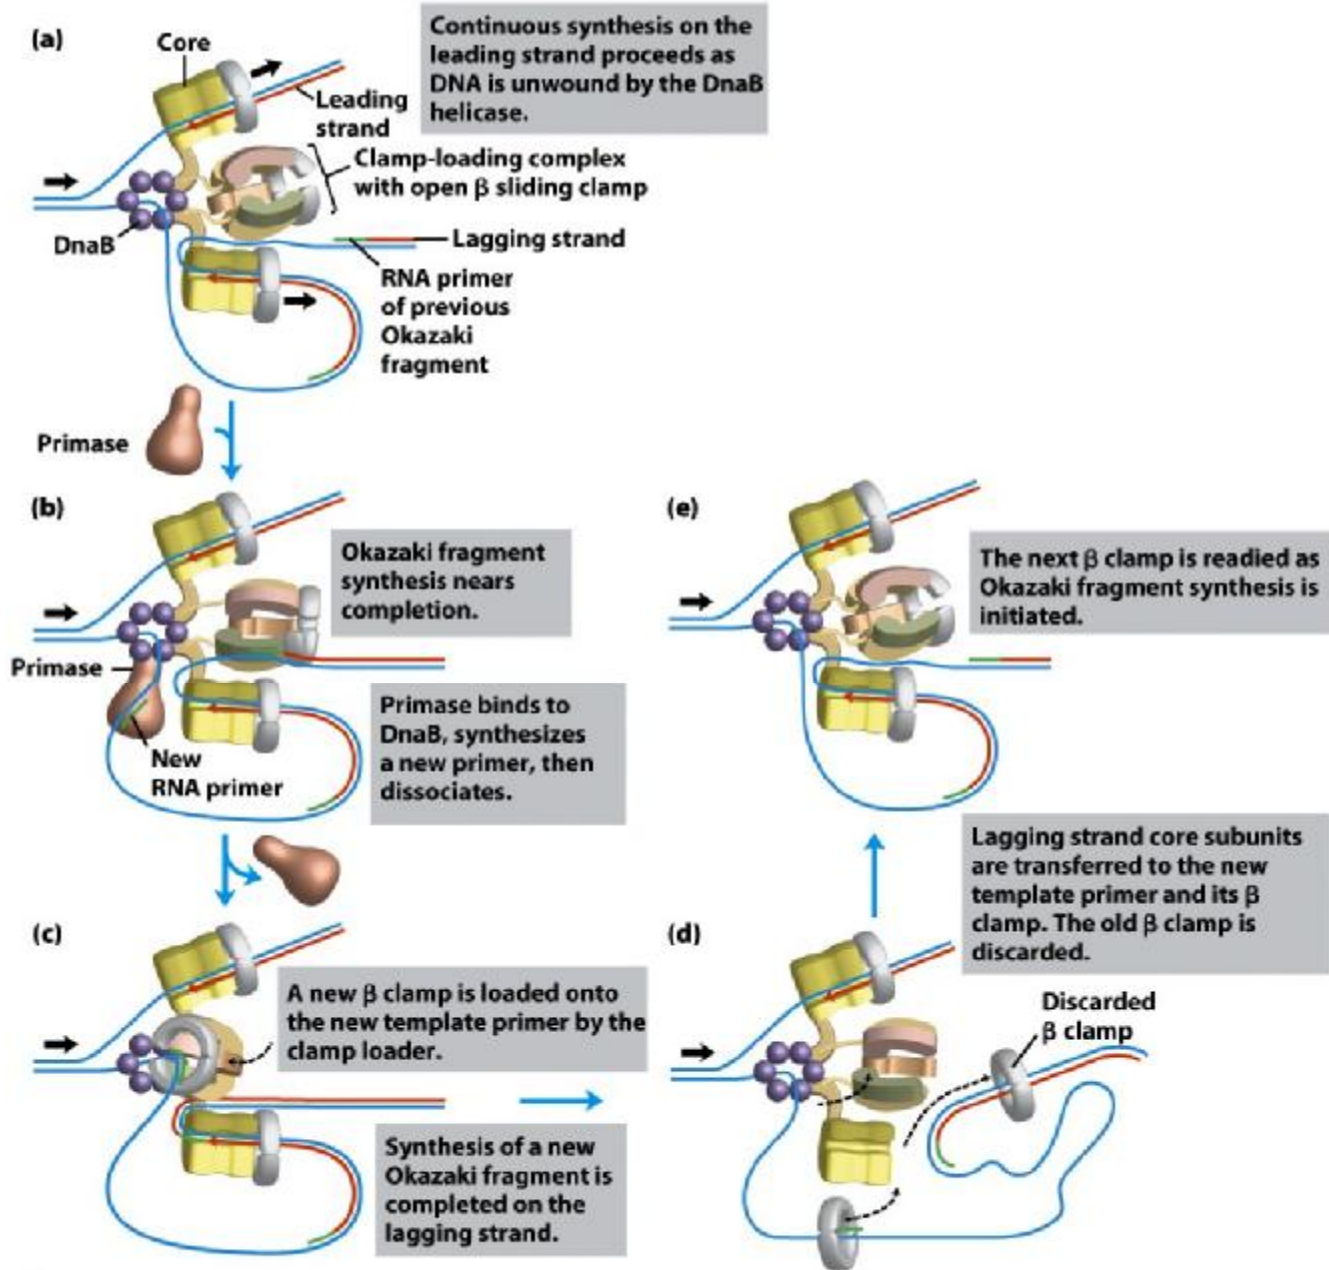 (a)
Core
Continuous synthesis on the
leading strand proceeds as
DNA is unwound by the DnaB
helicase.
Leading
strand
Clamp-loading complex
with open β sliding clamp
DnaB
Lagging strand
RNA primer
of previous
Okazaki
fragment
Primase
(b)
Okazaki fragment
synthesis nears
completion.
Primase
New
RNA primer
Primase binds to
DnaB, synthesizes
a new primer, then
dissociates.
(c)
A new β clamp is loaded onto
the new template primer by the
clamp loader.
Synthesis of a new
Okazaki fragment is
completed on the
lagging strand.
(d)
Lagging strand core subunits
are transferred to the new
template primer and its β
clamp. The old β clamp is
discarded.
Discarded
β clamp
(e)
The next β clamp is readied as
Okazaki fragment synthesis is
initiated.